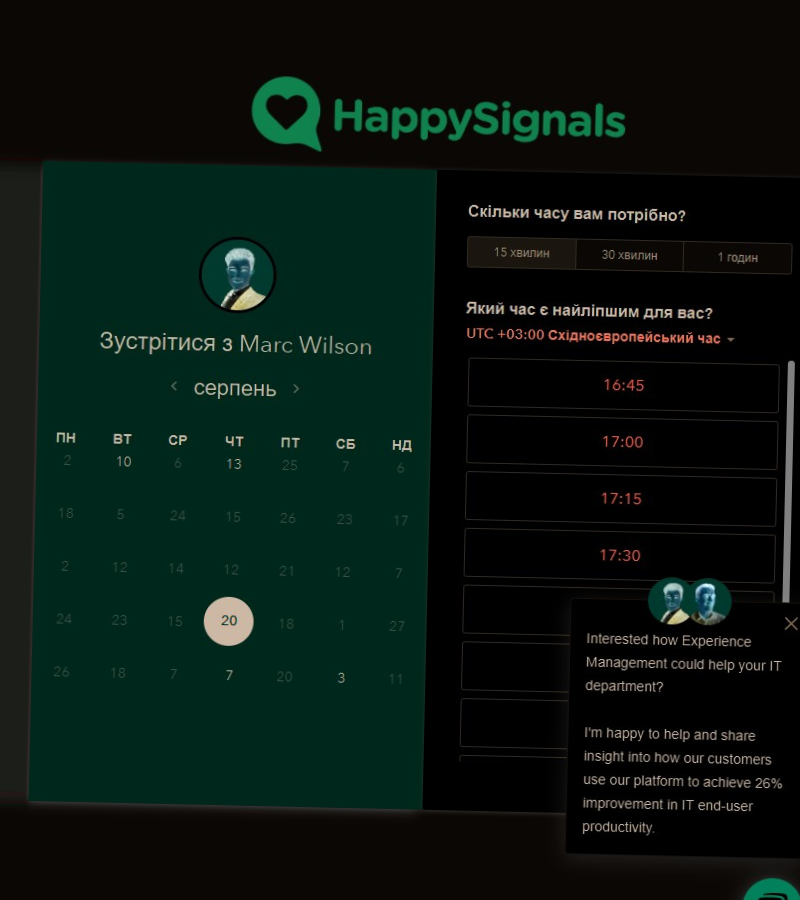 HappySignals
Зустрітися з Marc Wilson
серпень
ПН ВТ СР ЧТ ПТ СБ НД
2 10 6 13 25 7 6
18 5 24 15 26 23 17
2 12 14 12 21 12 7
24 23 15 20 18 1 27
26 18 7 7 20 3 11
Скільки часу вам потрібно?
15 хвилин 30 хвилин 1 годин
Який час є найліпшим для вас?
UTC +03:00 Східноєвропейський час
16:45
17:00
17:15
17:30
Interested how Experience
Management could help your IT
department?
I'm happy to help and share
insight into how our customers
use our platform to achieve 26%
improvement in IT end-user
productivity.